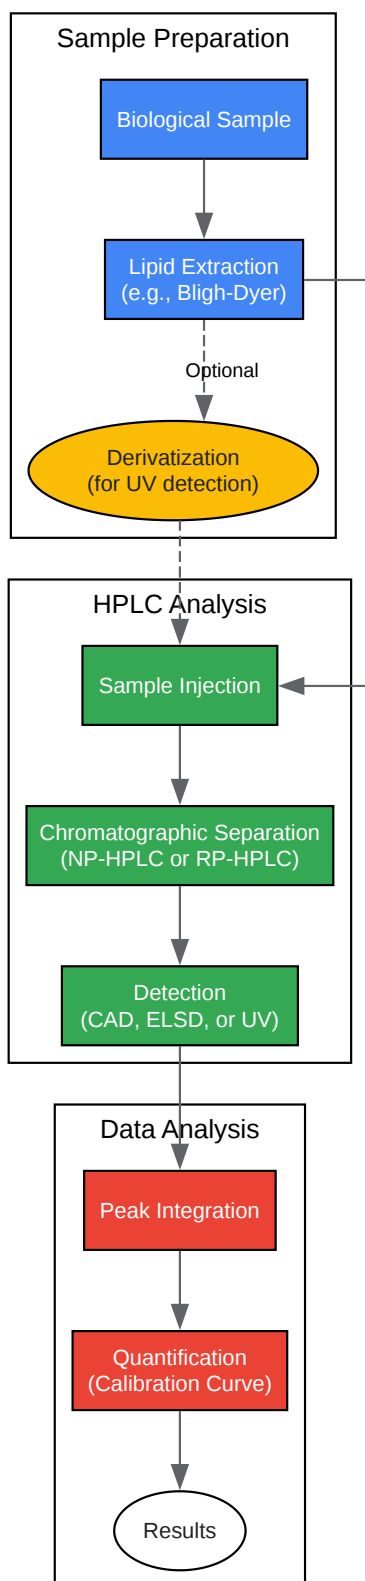 Sample Preparation
Biological Sample
Lipid Extraction
(e.g., Bligh-Dyer)
Optional
Derivatization
(for UV detection)
HPLC Analysis
Sample Injection
Chromatographic Separation
(NP-HPLC or RP-HPLC)
Detection
(CAD, ELSD, or UV)
Data Analysis
Peak Integration
Quantification
(Calibration Curve)
Results